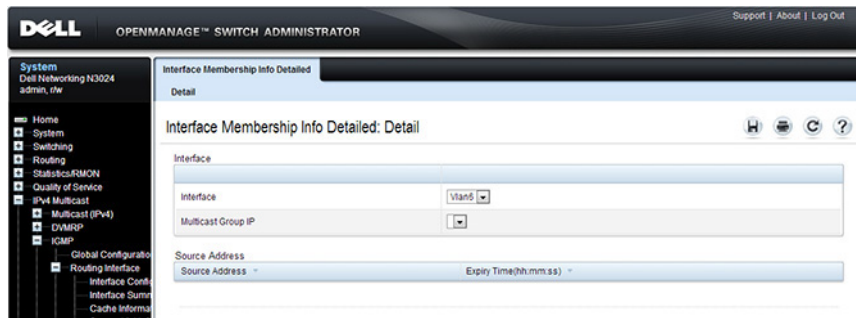 DELL
OPENMANAGE™ SWITCH ADMINISTRATOR
Support | About | Log Out
System
Dell Networking N3024
admin, r/w
Home
System
Switching
Routing
Statistics/RMON
Quality of Service
IPv4 Multicast
Multicast (IPv4)
DVMRP
IGMP
Global Configuratio
Routing Interface
Interface Config
Interface Summ
Cache Informa
Interface Membership Info Detailed
Detail
Interface Membership Info Detailed: Detail
Interface
Interface Vlan5
Multicast Group IP
Source Address
Source Address Expiry Time(hh:mm:ss)